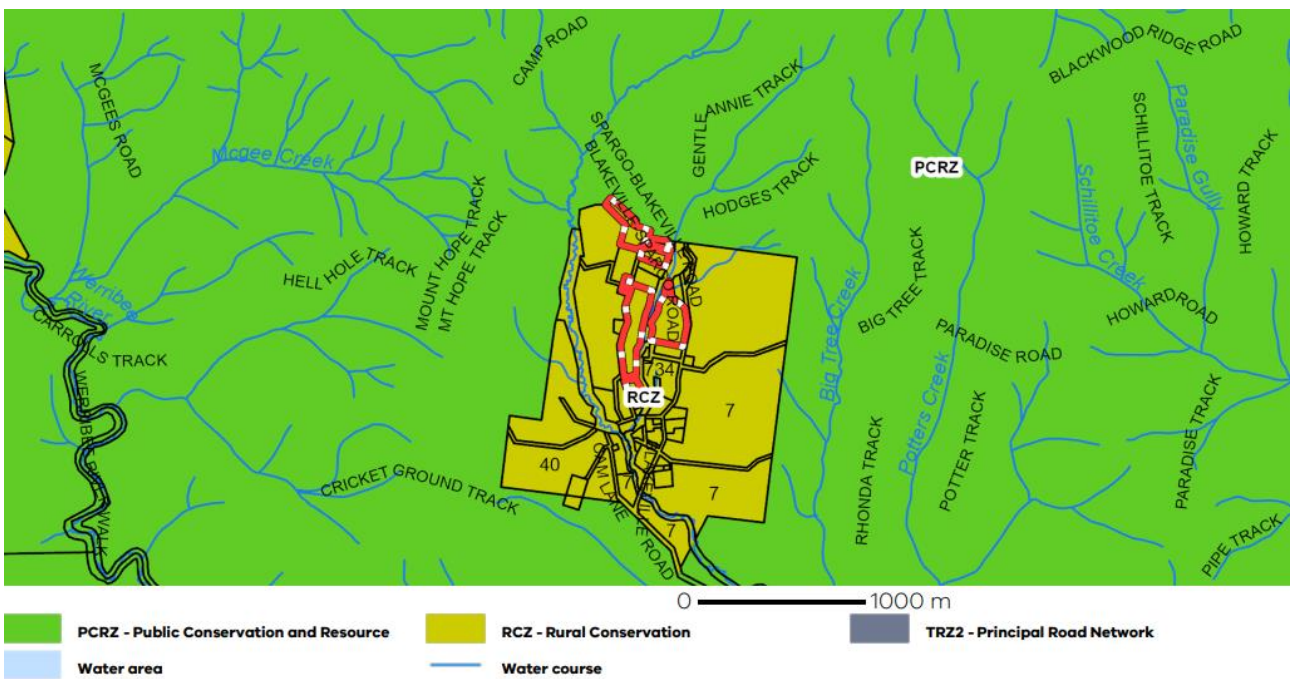 CAMP ROAD
BLACKWOOD RIDGE ROAD
MCGEES ROAD
Mcgee Creek
SPARGO-BLAKEVILLE
GENTLE ANNIE TRACK
PCRZ
SCHILLITOE TRACK
Paradise Gully
HOWARD TRACK
Schillitoe Creek
HODGES TRACK
MOUNT HOPE TRACK
MT HOPE TRACK
HELL HOLE TRACK
Werribee River
CARROLS TRACK
ROAD
ROAD
BIG TREE TRACK
Big Tree Creek
PARADISE ROAD
HOWARD ROAD
734
RCZ
7
40
7
7
7
CRICKET GROUND TRACK
RHONDA TRACK
Potters Creek
POTTER TRACK
PARADISE TRACK
PIPE TRACK
0 1000 m
PCRZ - Public Conservation and Resource
RCZ - Rural Conservation
TRZ2 - Principal Road Network
Water area
Water course